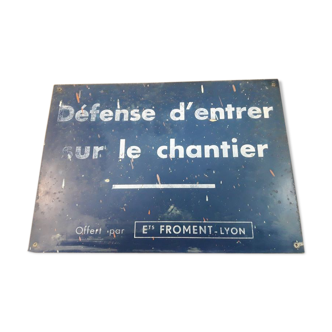 Défense d'entrer
sur le chantier
Offert par Ets FROMENT - LYON